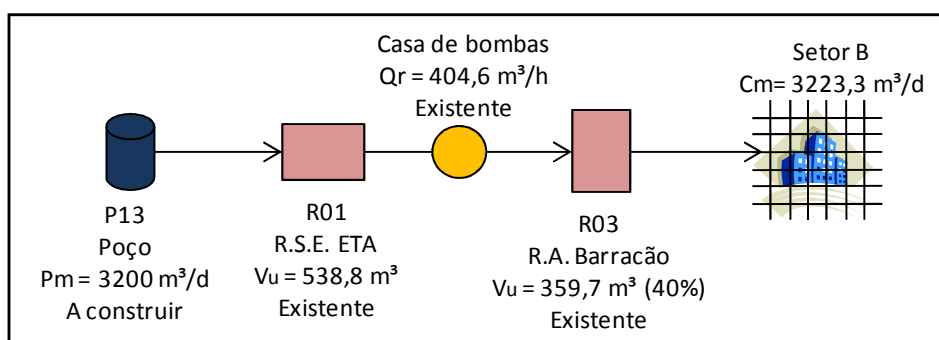 Casa de bombas
Qr = 404,6 m³/h
Existente
Setor B
Cm= 3223,3 m³/d
P13
Poço
Pm = 3200 m³/d
A construir
R01
R.S.E. ETA
Vu = 538,8 m³
Existente
R03
R.A. Barracão
Vu = 359,7 m³ (40%)
Existente